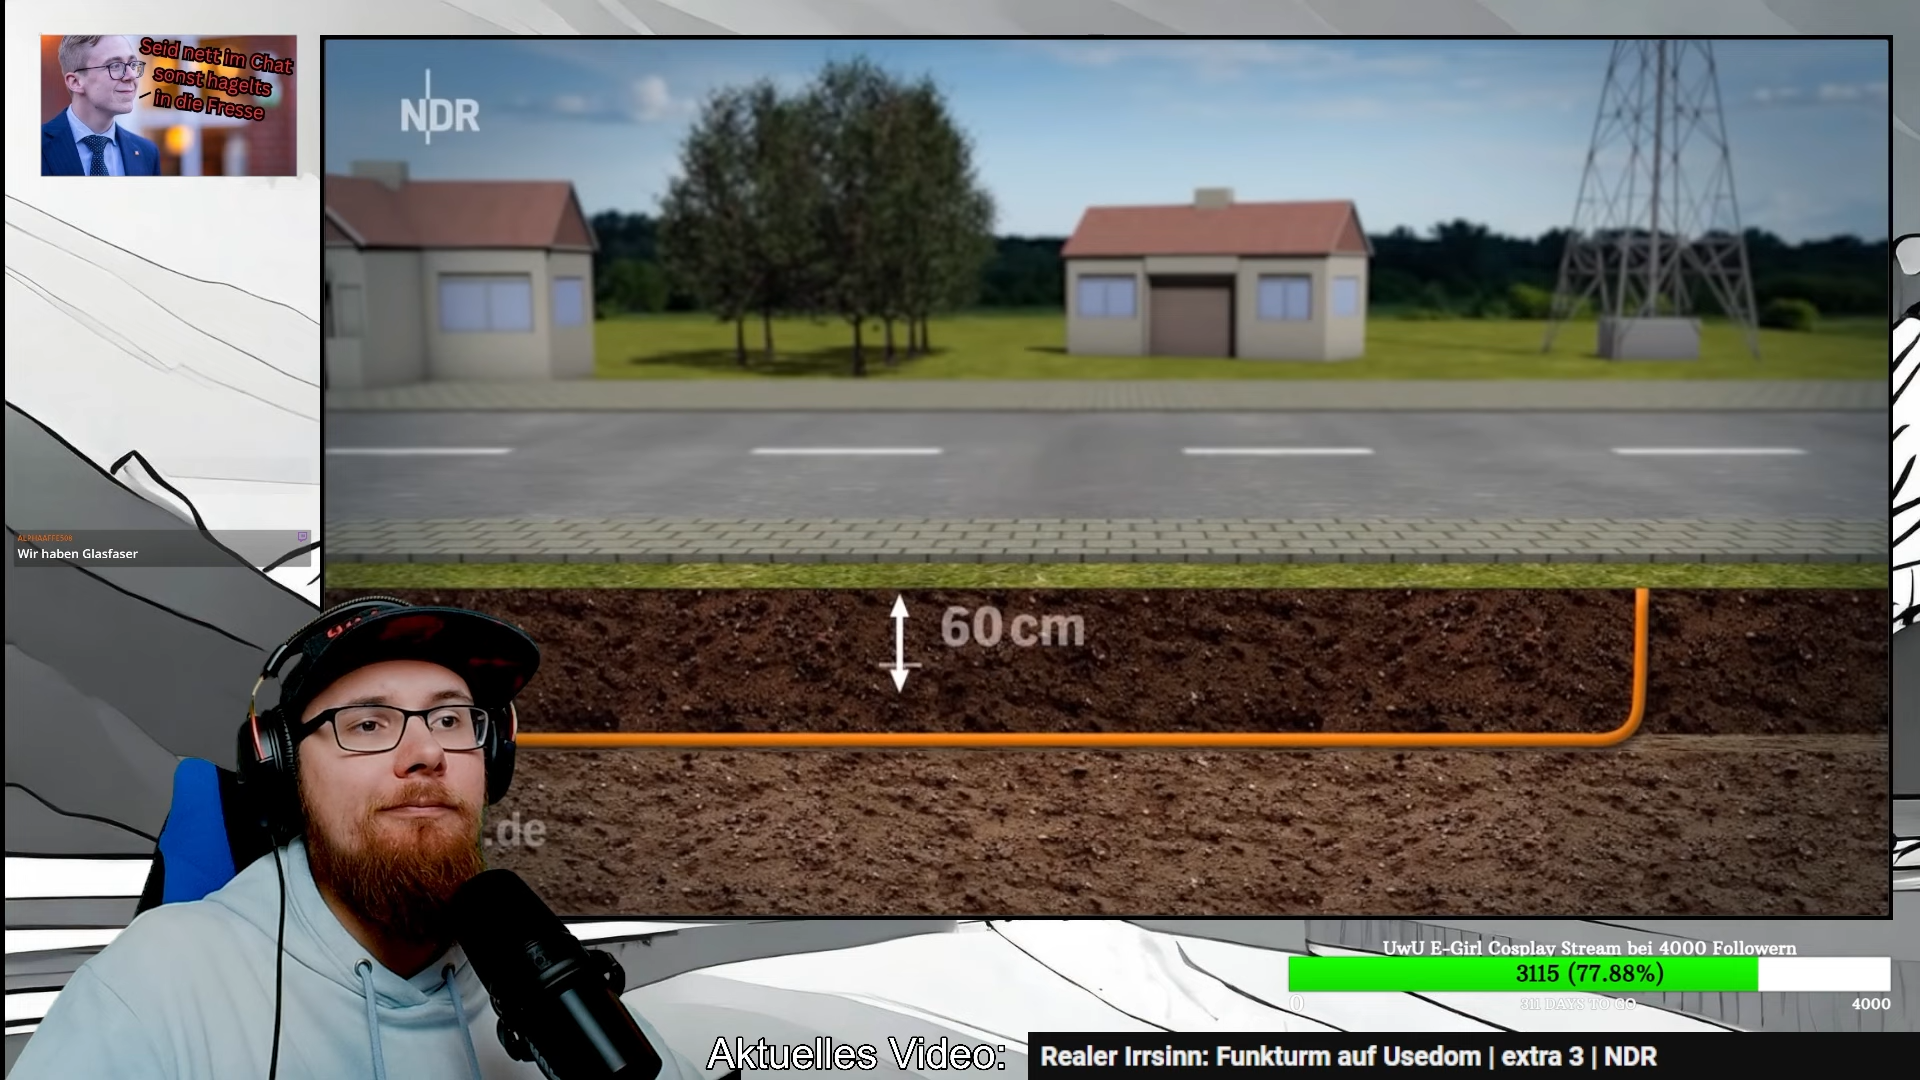 Seid nett im Chat
sonst hagelts
in die Fresse
NDR
ALPHAAFFE508
Wir haben Glasfaser
60 cm
.de
UwU E-Girl Cosplay Stream bei 4000 Followern
3115 (77.88%)
0
311 DAYS TO GO
4000
Aktuelles Video:
Realer Irrsinn: Funkturm auf Usedom | extra 3 | NDR